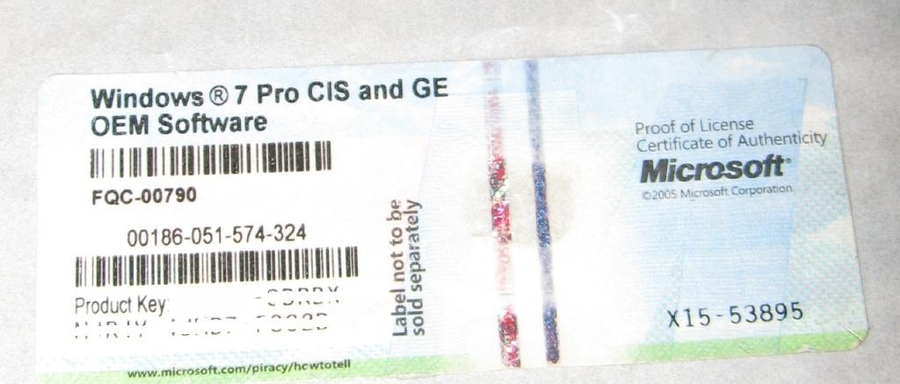 Windows ® 7 Pro CIS and GE
OEM Software
FQC-00790
00186-051-574-324
Product Key:
www.microsoft.com/piracy/howtotell
Label not to be
sold separately
Proof of License
Certificate of Authenticity
Microsoft®
©2005 Microsoft Corporation
X15-53895